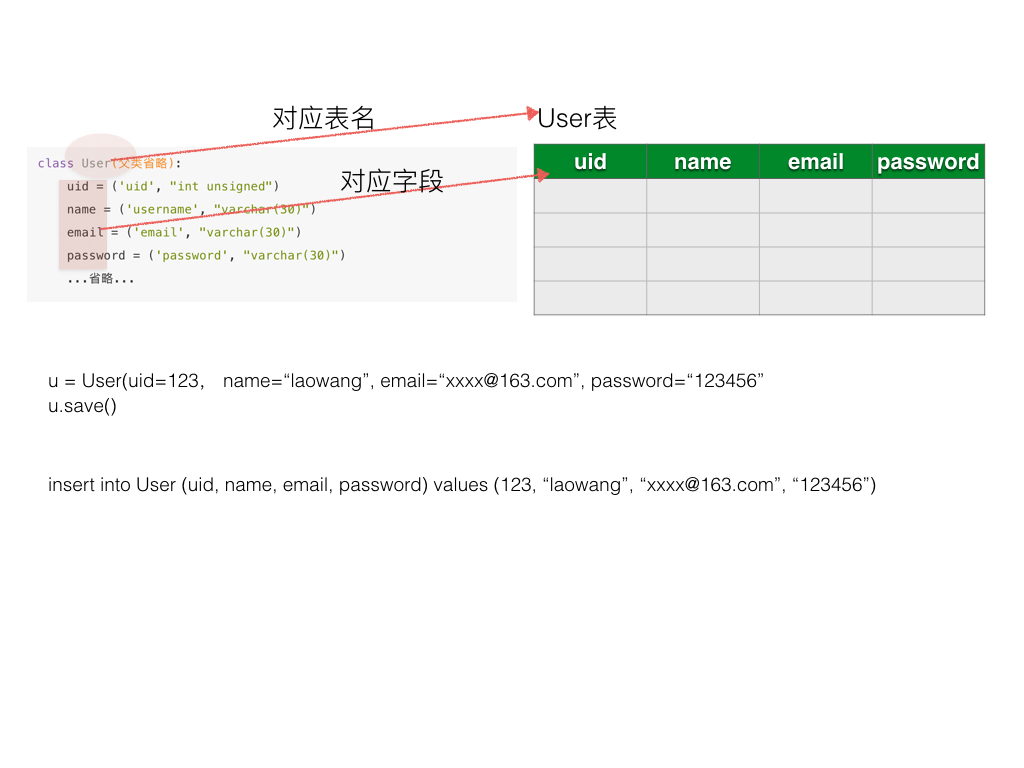 对应表名
User表
class User(父类省略):
uid = ('uid', "int unsigned")
name = ('username', "varchar(30)")
email = ('email', "varchar(30)")
password = ('password', "varchar(30)")
...省略...
对应字段
uid name email password
u = User(uid=123， name=“laowang”, email=“xxxx@163.com”, password=“123456”
u.save()
insert into User (uid, name, email, password) values (123, “laowang”, “xxxx@163.com”, “123456”)